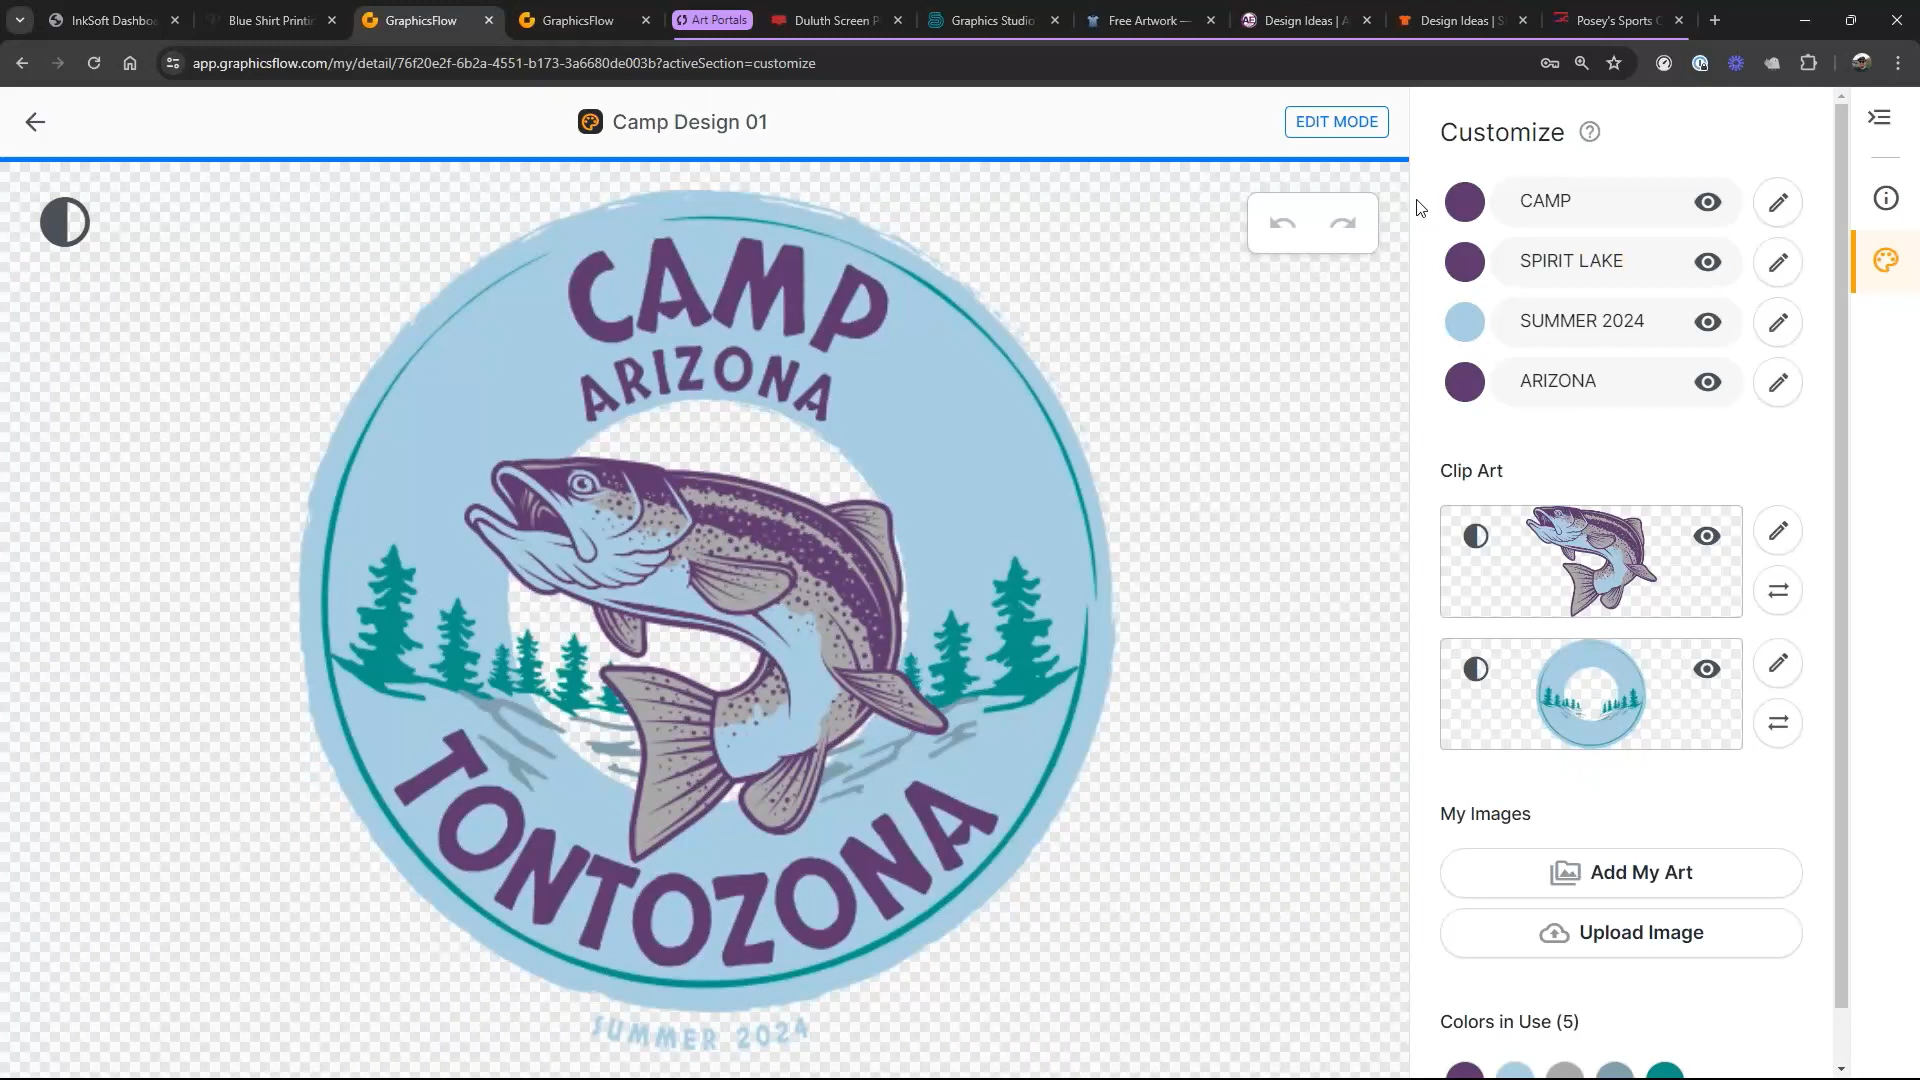 InkSoft Dashbo
Blue Shirt Printi
GraphicsFlow
GraphicsFlow
Art Portals
Duluth Screen P
Graphics Studio
Free Artwork —
Design Ideas | A
Design Ideas | S
Posey's Sports C
app.graphicsflow.com/my/detail/76f20e2f-6b2a-4551-b173-3a6680de003b?activeSection=customize
Camp Design 01
EDIT MODE
CAMP
ARIZONA
TONTOZONA
SUMMER 2024
Customize
CAMP
SPIRIT LAKE
SUMMER 2024
ARIZONA
Clip Art
My Images
Add My Art
Upload Image
Colors in Use (5)